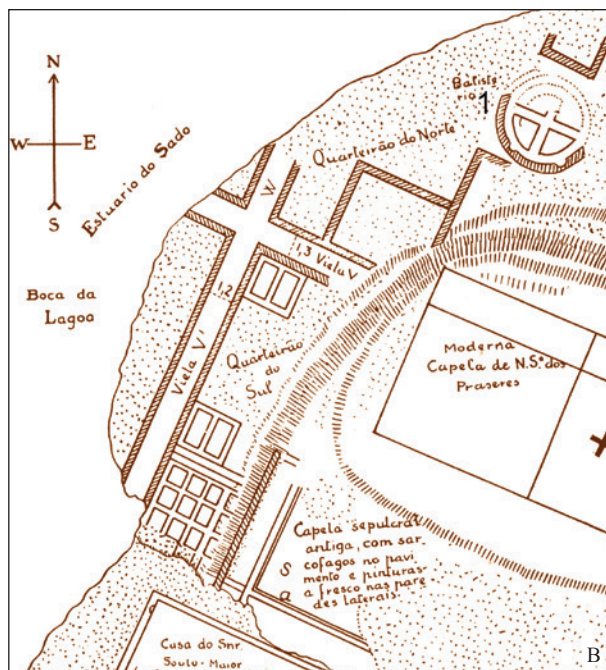 N
W E
S
Estuario do Sado
Boca da
Lagoa
Batiste
rio
1
Quarteirão do Norte
W
1,3 Viela V
1,2
Viela V'
Quarteirão
do
Sul
Moderna
Capela de N.S.ª dos
Praseres
Capela sepulcral
antiga, com sar-
cofagos no pavi
mento e pinturas
a fresco nas pare
des laterais.
S
a
Casa do Snr.
Souto-Maior
B